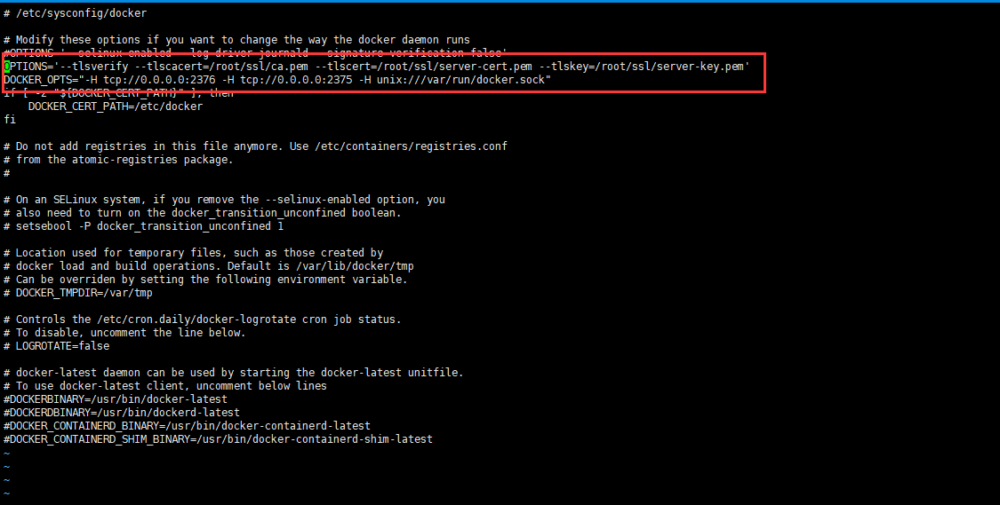 # /etc/sysconfig/docker
# Modify these options if you want to change the way the docker daemon runs
#OPTIONS='--selinux-enabled --log-driver=journald --signature-verification=false'
OPTIONS='--tlsverify --tlscacert=/root/ssl/ca.pem --tlscert=/root/ssl/server-cert.pem --tlskey=/root/ssl/server-key.pem'
DOCKER_OPTS="-H tcp://0.0.0.0:2376 -H tcp://0.0.0.0:2375 -H unix:///var/run/docker.sock"
if [ -z "${DOCKER_CERT_PATH}" ]; then
    DOCKER_CERT_PATH=/etc/docker
fi
# Do not add registries in this file anymore. Use /etc/containers/registries.conf
# from the atomic-registries package.
#
# On an SELinux system, if you remove the --selinux-enabled option, you
# also need to turn on the docker_transition_unconfined boolean.
# setsebool -P docker_transition_unconfined 1
# Location used for temporary files, such as those created by
# docker load and build operations. Default is /var/lib/docker/tmp
# Can be overriden by setting the following environment variable.
# DOCKER_TMPDIR=/var/tmp
# Controls the /etc/cron.daily/docker-logrotate cron job status.
# To disable, uncomment the line below.
# LOGROTATE=false
# docker-latest daemon can be used by starting the docker-latest unitfile.
# To use docker-latest client, uncomment below lines
#DOCKERBINARY=/usr/bin/docker-latest
#DOCKERDBINARY=/usr/bin/dockerd-latest
#DOCKER_CONTAINERD_BINARY=/usr/bin/docker-containerd-latest
#DOCKER_CONTAINERD_SHIM_BINARY=/usr/bin/docker-containerd-shim-latest
~
~
~
~